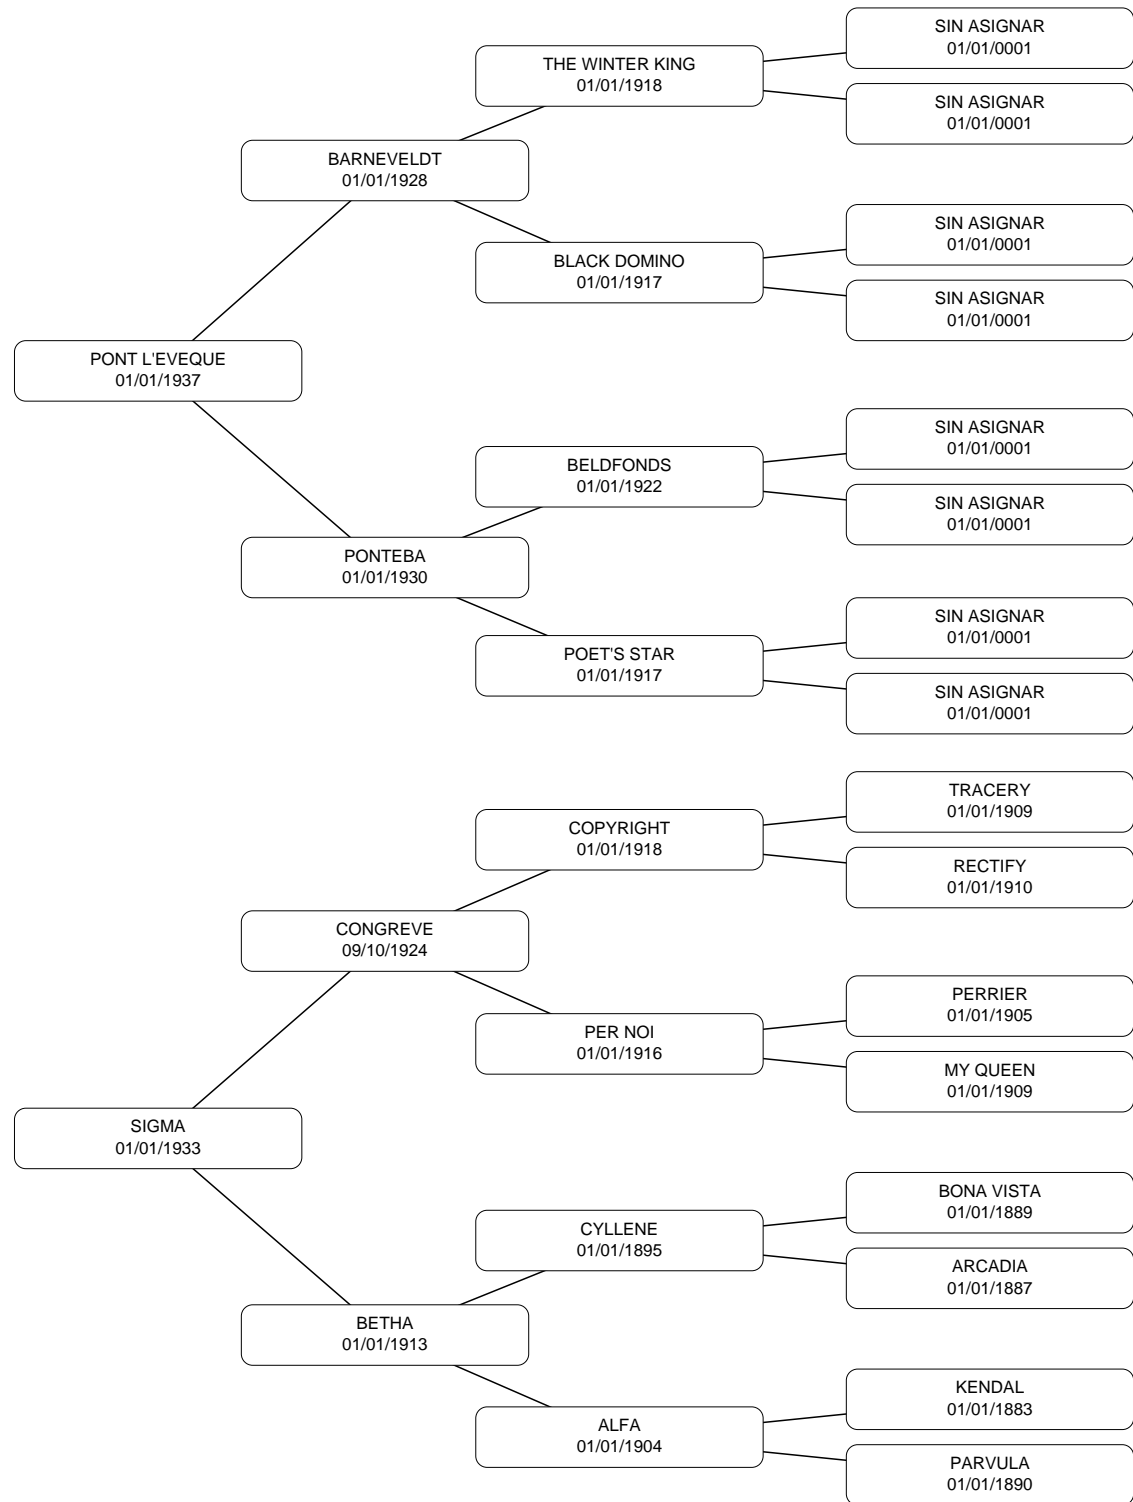 SIN ASIGNAR
01/01/0001
THE WINTER KING
01/01/1918
SIN ASIGNAR
01/01/0001
BARNEVELDT
01/01/1928
SIN ASIGNAR
01/01/0001
BLACK DOMINO
01/01/1917
SIN ASIGNAR
01/01/0001
PONT L'EVEQUE
01/01/1937
SIN ASIGNAR
01/01/0001
BELDFONDS
01/01/1922
SIN ASIGNAR
01/01/0001
PONTEBA
01/01/1930
SIN ASIGNAR
01/01/0001
POET'S STAR
01/01/1917
SIN ASIGNAR
01/01/0001
TRACERY
01/01/1909
COPYRIGHT
01/01/1918
RECTIFY
01/01/1910
CONGREVE
09/10/1924
PERRIER
01/01/1905
PER NOI
01/01/1916
MY QUEEN
01/01/1909
SIGMA
01/01/1933
BONA VISTA
01/01/1889
CYLLENE
01/01/1895
ARCADIA
01/01/1887
BETHA
01/01/1913
KENDAL
01/01/1883
ALFA
01/01/1904
PARVULA
01/01/1890